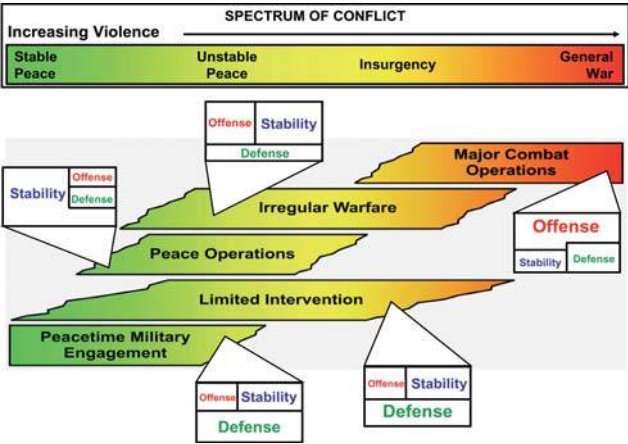 SPECTRUM OF CONFLICT
Increasing Violence
Stable
Peace
Unstable
Peace
Insurgency
General
War
Offense
Stability
Defense
Major Combat
Operations
Stability
Offense
Defense
Irregular Warfare
Offense
Stability
Defense
Peace Operations
Limited Intervention
Peacetime Military
Engagement
Offense
Stability
Defense
Offense
Stability
Defense